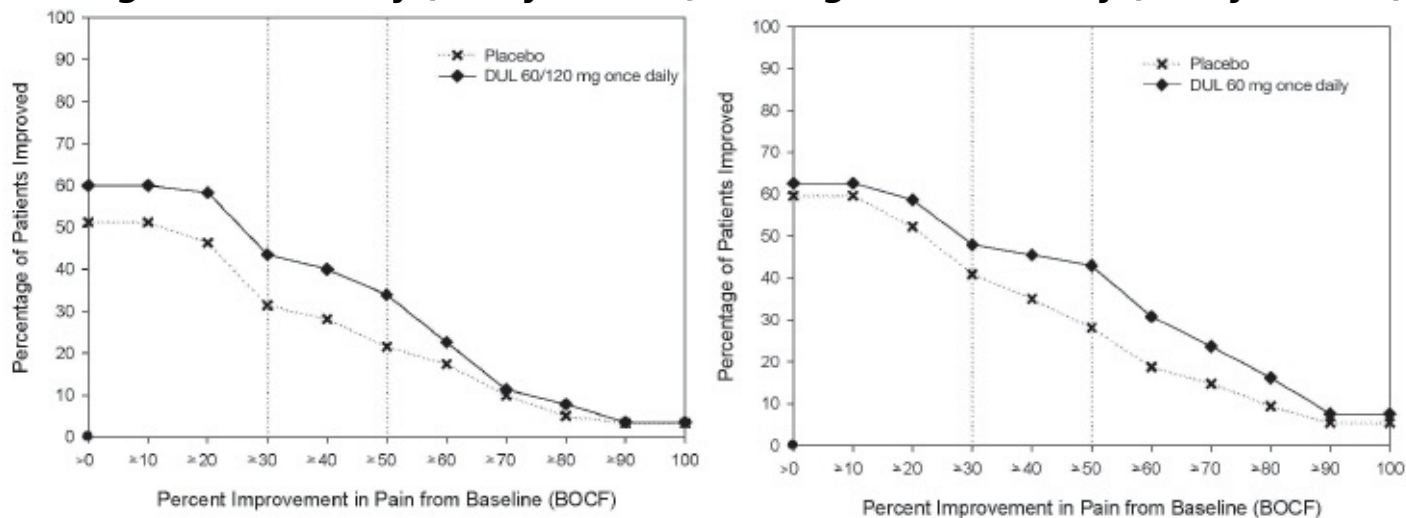 Percentage of Patients Improved
100
90
80
70
60
50
40
30
20
10
0
Placebo
DUL 60/120 mg once daily
>0 ≥10 ≥20 ≥30 ≥40 ≥50 ≥60 ≥70 ≥80 ≥90 100
Percent Improvement in Pain from Baseline (BOCF)
Percentage of Patients Improved
100
90
80
70
60
50
40
30
20
10
0
Placebo
DUL 60 mg once daily
>0 ≥10 ≥20 ≥30 ≥40 ≥50 ≥60 ≥70 ≥80 ≥90 100
Percent Improvement in Pain from Baseline (BOCF)